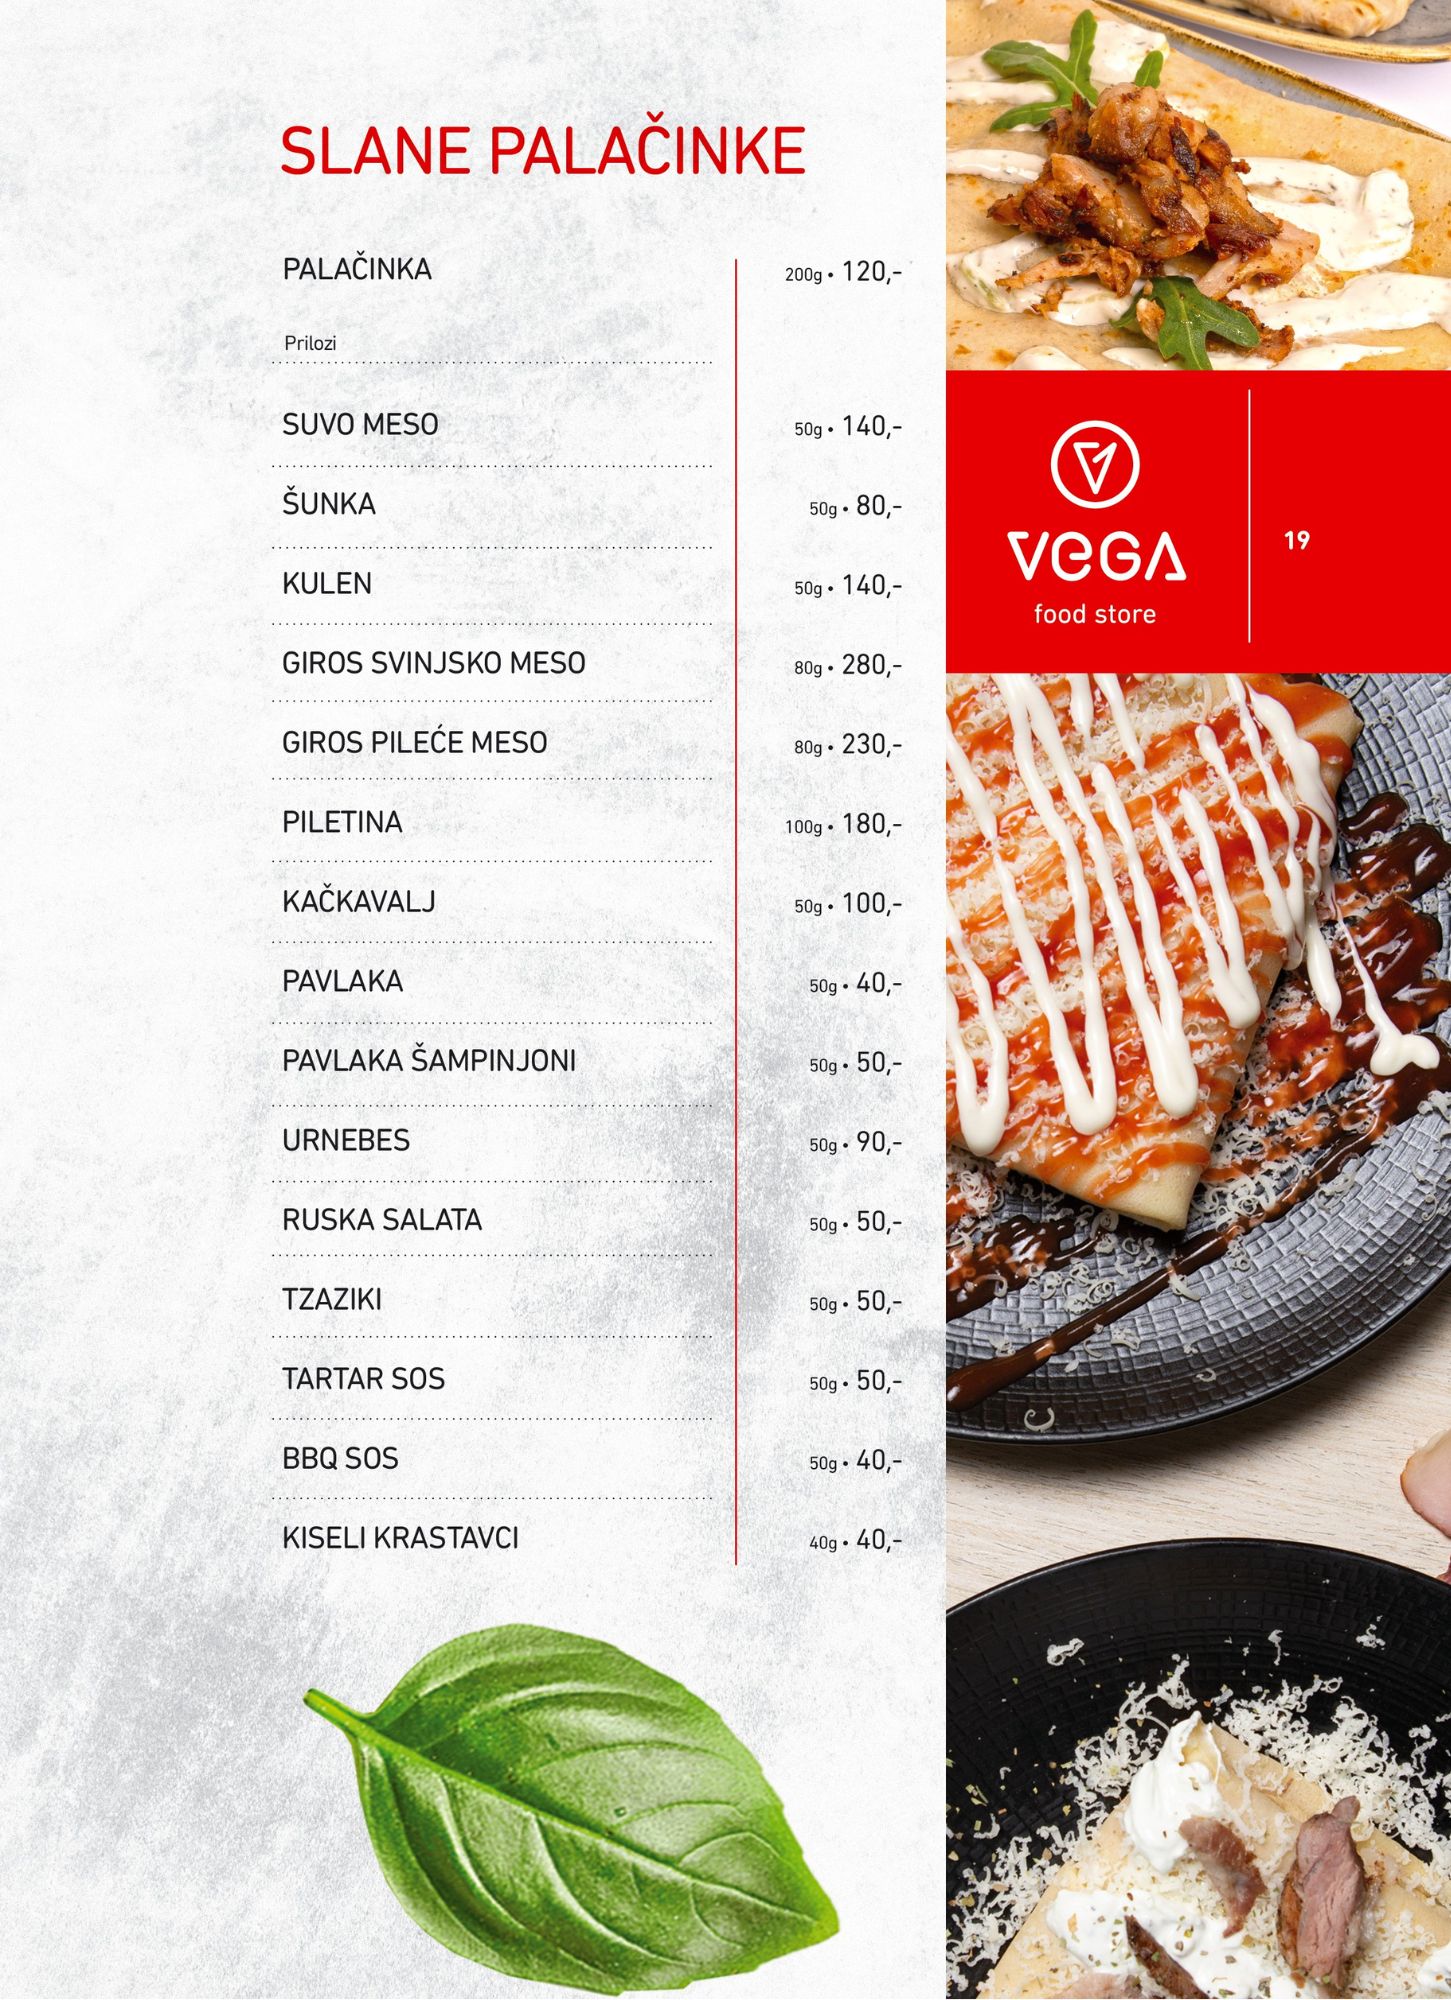 SLANE PALAČINKE
PALAČINKA 200g • 120,-
Prilozi
SUVO MESO 50g • 140,-
ŠUNKA 50g • 80,-
KULEN 50g • 140,-
GIROS SVINJSKO MESO 80g • 280,-
GIROS PILEĆE MESO 80g • 230,-
PILETINA 100g • 180,-
KAČKAVALJ 50g • 100,-
PAVLAKA 50g • 40,-
PAVLAKA ŠAMPINJONI 50g • 50,-
URNEBES 50g • 90,-
RUSKA SALATA 50g • 50,-
TZAZIKI 50g • 50,-
TARTAR SOS 50g • 50,-
BBQ SOS 50g • 40,-
KISELI KRASTAVCI 40g • 40,-
VEGA
food store
19